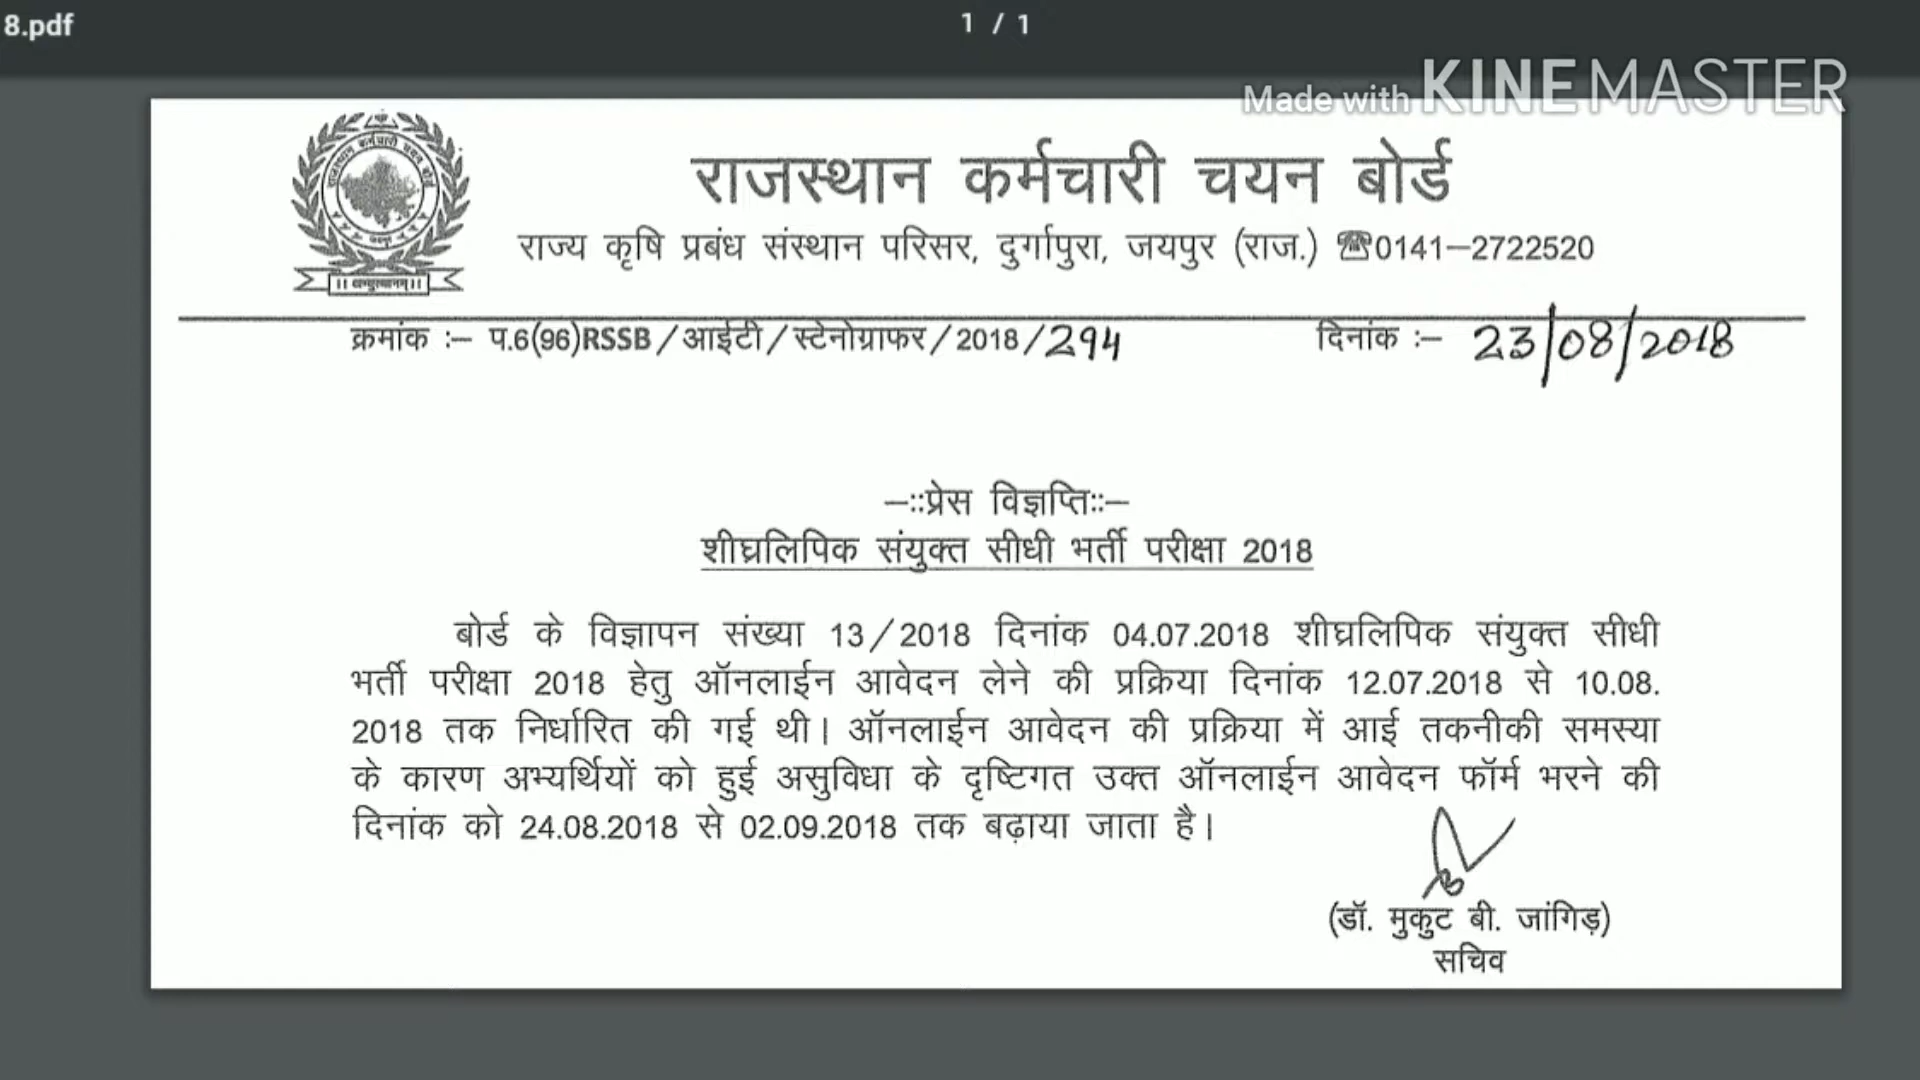 8.pdf
1 / 1
Made with KINEMASTER
राजस्थान कर्मचारी चयन बोर्ड
राज्य कृषि प्रबंध संस्थान परिसर, दुर्गापुरा, जयपुर (राज.) ☎0141–2722520
क्रमांक :– प.6(96)RSSB/आईटी/स्टेनोग्राफर/2018/294
दिनांक :– 23/08/2018
–::प्रेस विज्ञप्ति::–
शीघ्रलिपिक संयुक्त सीधी भर्ती परीक्षा 2018
बोर्ड के विज्ञापन संख्या 13/2018 दिनांक 04.07.2018 शीघ्रलिपिक संयुक्त सीधी
भर्ती परीक्षा 2018 हेतु ऑनलाईन आवेदन लेने की प्रक्रिया दिनांक 12.07.2018 से 10.08.
2018 तक निर्धारित की गई थी। ऑनलाईन आवेदन की प्रक्रिया में आई तकनीकी समस्या
के कारण अभ्यर्थियों को हुई असुविधा के दृष्टिगत उक्त ऑनलाईन आवेदन फॉर्म भरने की
दिनांक को 24.08.2018 से 02.09.2018 तक बढ़ाया जाता है।
(डॉ. मुकुट बी. जांगिड़)
सचिव